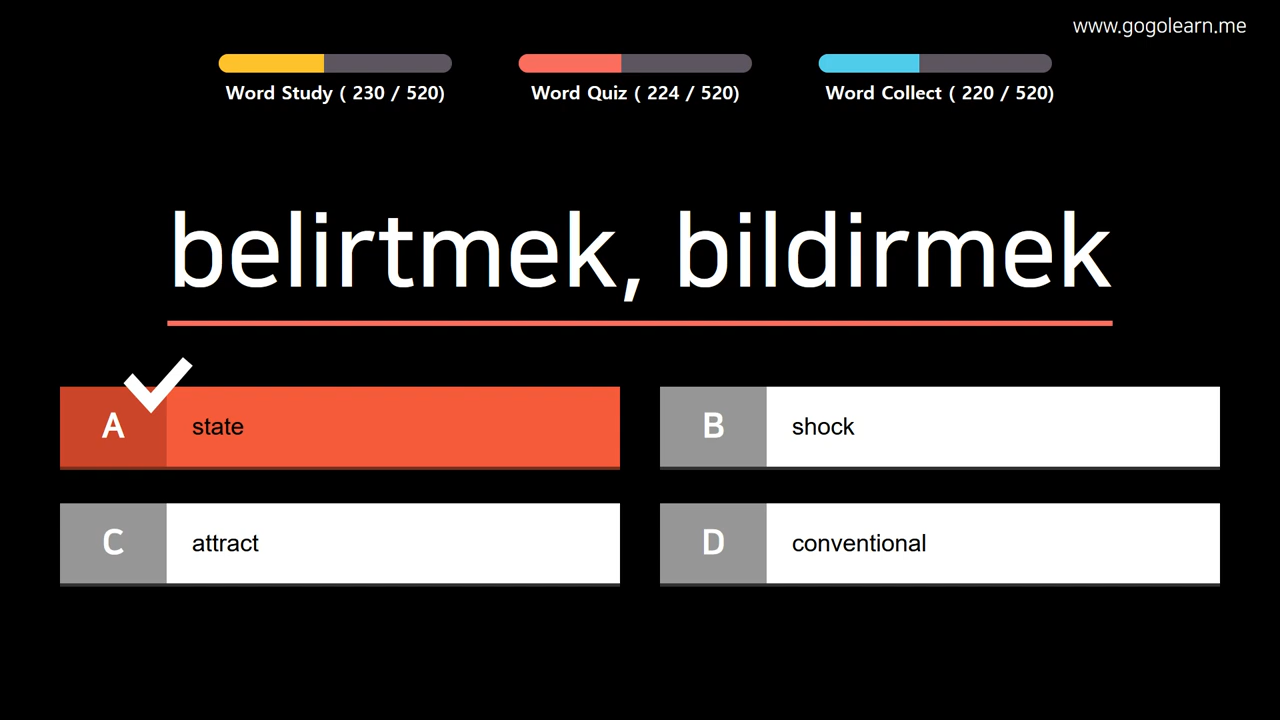 www.gogolearn.me
Word Study ( 230 / 520)
Word Quiz ( 224 / 520)
Word Collect ( 220 / 520)
belirtmek, bildirmek
A state
B shock
C attract
D conventional